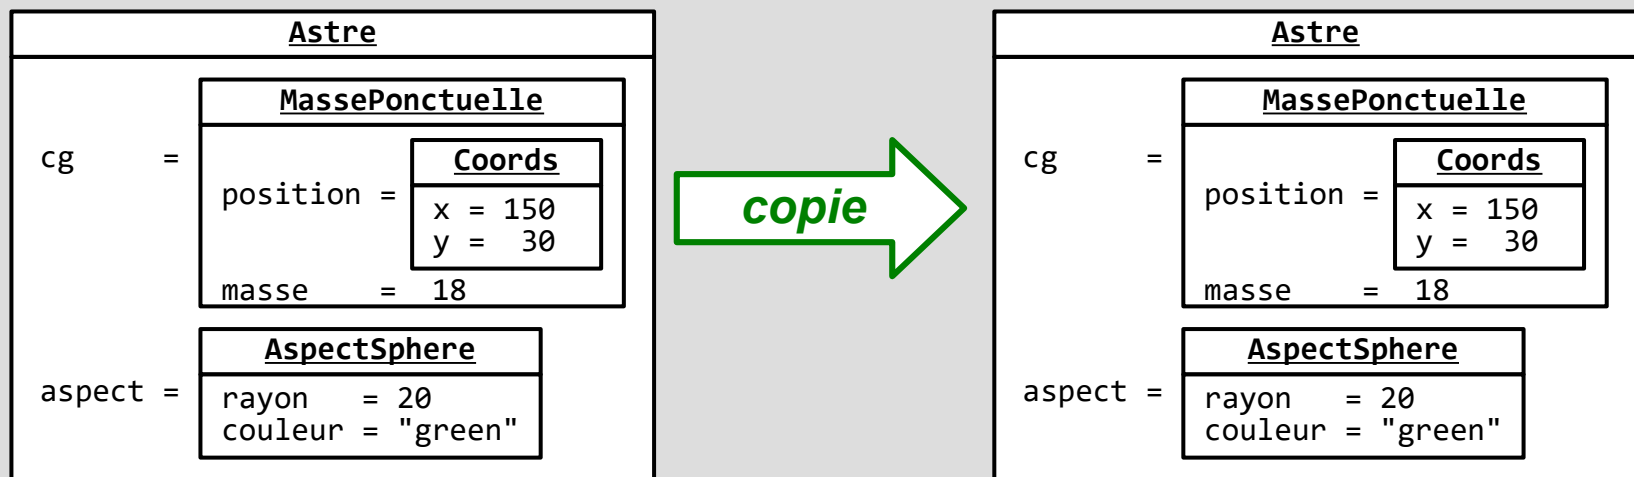 Astre
MassePonctuelle
cg =
Coords
position =
x = 150
y = 30
masse = 18
AspectSphere
aspect =
rayon = 20
couleur = "green"
copie
Astre
MassePonctuelle
cg =
Coords
position =
x = 150
y = 30
masse = 18
AspectSphere
aspect =
rayon = 20
couleur = "green"